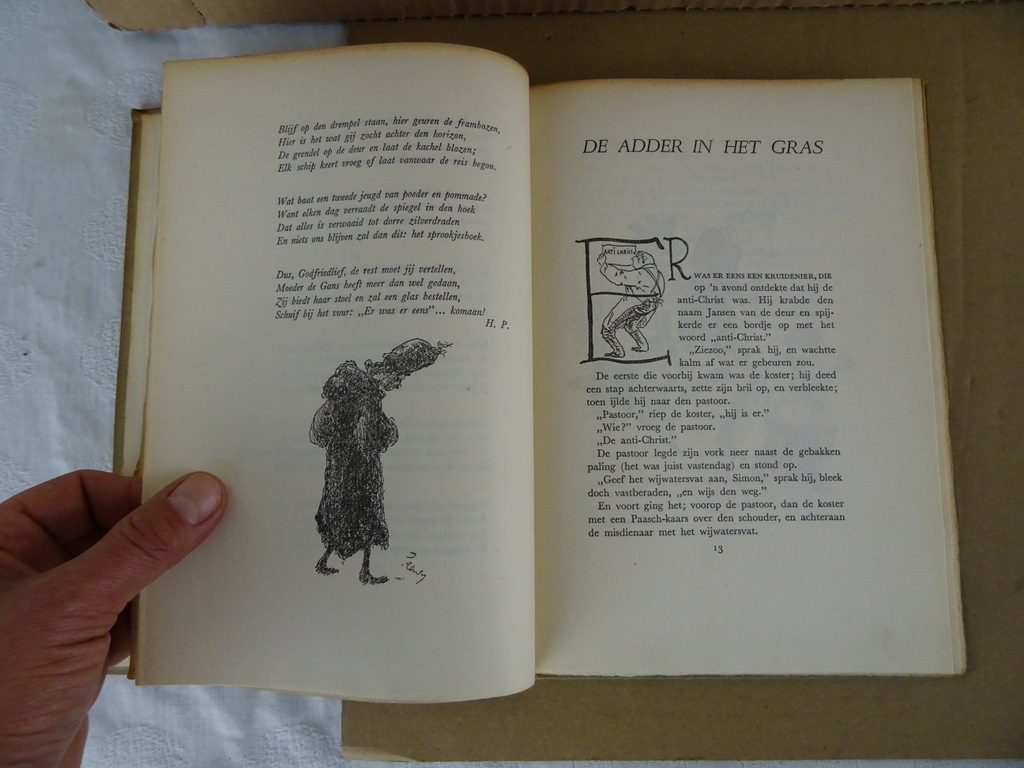 Blijf op den drempel staan, hier geuren de frambozen,
Hier is het wat gij zocht achter den horizon,
De grendel op de deur en laat de kachel blozen;
Elk schip keert vroeg of laat vanwaar de reis begon.
Wat baat een tweede jeugd van poeder en pommade?
Want elken dag verraadt de spiegel in den hoek
Dat alles is verwaaid tot dorre zilverdraden
En niets ons blijven zal dan dit: het sprookjesboek.
Dus, Godfriedlief, de rest moet jij vertellen,
Moeder de Gans heeft meer dan wel gedaan,
Zij biedt haar stoel en zal een glas bestellen,
Schuif bij het vuur: „Er was er eens"... komaan!
H. P.
DE ADDER IN HET GRAS
ANTI CHRIST
ER WAS ER EENS EEN KRUIDENIER, DIE
op 'n avond ontdekte dat hij de
anti-Christ was. Hij krabde den
naam Jansen van de deur en spij-
kerde er een bordje op met het
woord „anti-Christ."
„Ziezoo," sprak hij, en wachtte
kalm af wat er gebeuren zou.
De eerste die voorbij kwam was de koster; hij deed
een stap achterwaarts, zette zijn bril op, en verbleekte;
toen ijlde hij naar den pastoor.
„Pastoor," riep de koster, „hij is er."
„Wie?" vroeg de pastoor.
„De anti-Christ."
De pastoor legde zijn vork neer naast de gebakken
paling (het was juist vastendag) en stond op.
„Geef het wijwatersvat aan, Simon," sprak hij, bleek
doch vastberaden, „en wijs den weg."
En voort ging het; voorop de pastoor, dan de koster
met een Paasch-kaars over den schouder, en achteraan
de misdienaar met het wijwatersvat.
13